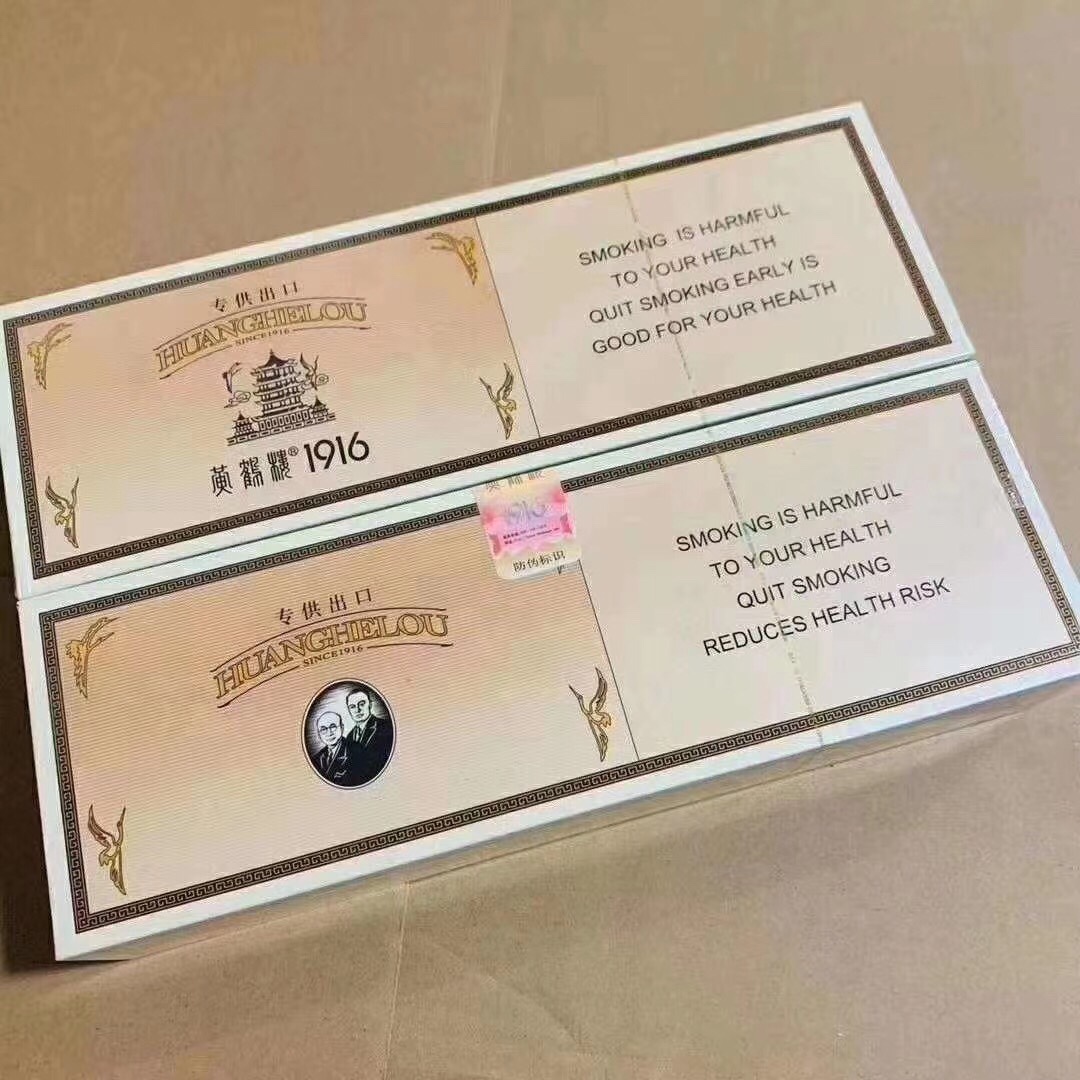 专供出口
HUANGHELOU
SINCE1916
黄鹤楼® 1916
SMOKING IS HARMFUL
TO YOUR HEALTH
QUIT SMOKING EARLY IS
GOOD FOR YOUR HEALTH
1916
防伪标识
专供出口
HUANGHELOU
SINCE1916
SMOKING IS HARMFUL
TO YOUR HEALTH
QUIT SMOKING
REDUCES HEALTH RISK